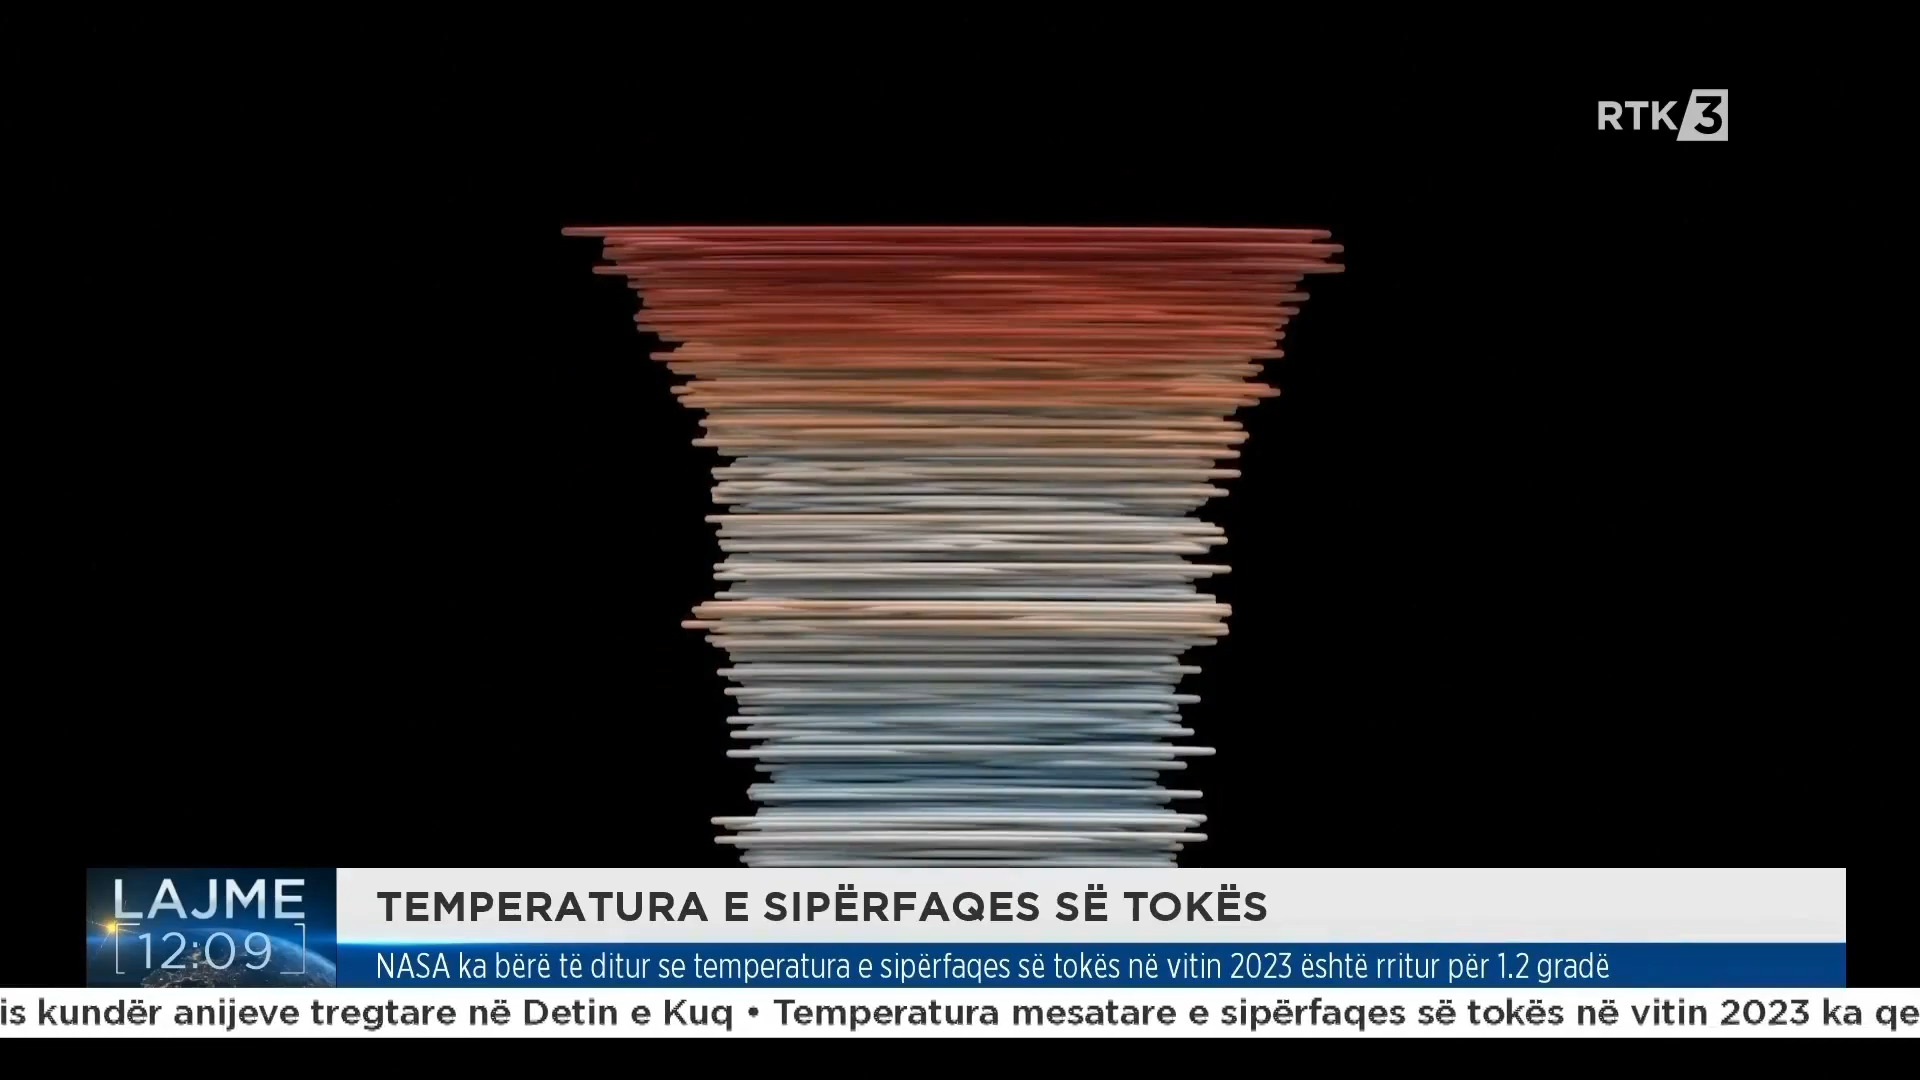 RTK 3
LAJME
12:09
TEMPERATURA E SIPËRFAQES SË TOKËS
NASA ka bërë të ditur se temperatura e sipërfaqes së tokës në vitin 2023 është rritur për 1.2 gradë
is kundër anijeve tregtare në Detin e Kuq • Temperatura mesatare e sipërfaqes së tokës në vitin 2023 ka qe